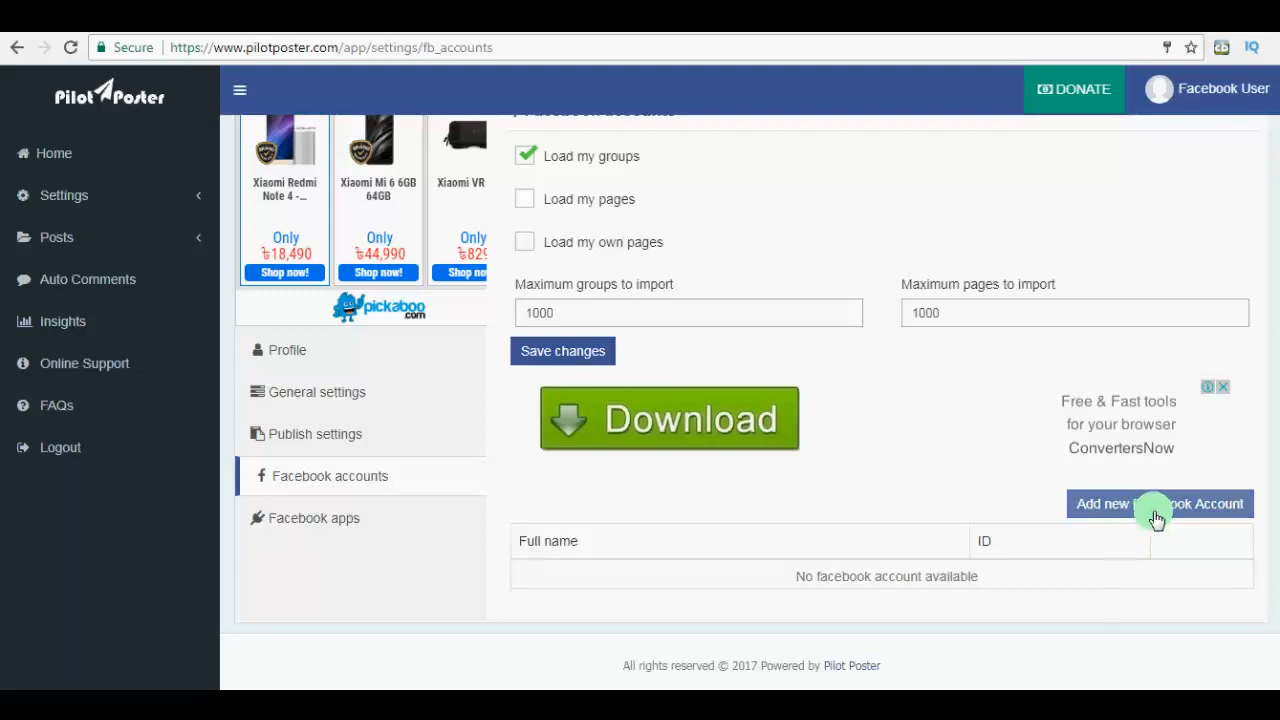 Secure
https://www.pilotposter.com/app/settings/fb_accounts
IQ
Pilot Poster
DONATE
Facebook User
Home
Settings
Posts
Auto Comments
Insights
Online Support
FAQs
Logout
Xiaomi Redmi
Note 4 -...
Only
৳18,490
Shop now!
Xiaomi Mi 6 6GB
64GB
Only
৳44,990
Shop now!
Xiaomi VR
Only
৳829
pickaboo
.com
Profile
General settings
Publish settings
Facebook accounts
Facebook apps
Load my groups
Load my pages
Load my own pages
Maximum groups to import
1000
Maximum pages to import
1000
Save changes
Download
Free & Fast tools
for your browser
ConvertersNow
Add new Facebook Account
Full name
ID
No facebook account available
All rights reserved © 2017 Powered by Pilot Poster